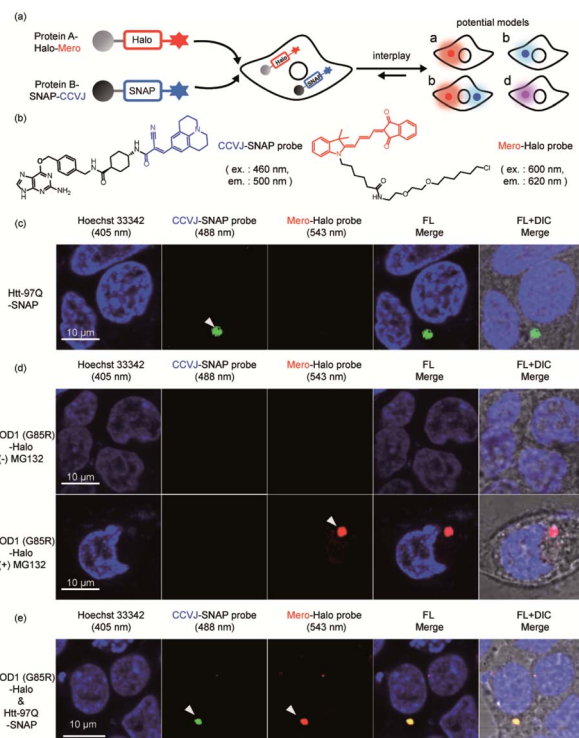 (a)
potential models
Protein A-
Halo-Mero
Halo
a
b
Halo
SNAP
interplay
Protein B-
SNAP-CCVJ
SNAP
b
d
(b)
CCVJ-SNAP probe
( ex. : 460 nm,
em. : 500 nm )
Mero-Halo probe
( ex. : 600 nm,
em. : 620 nm )
N
CN
O
N
H
NH2
Cl
(c)
Hoechst 33342
(405 nm)
CCVJ-SNAP probe
(488 nm)
Mero-Halo probe
(543 nm)
FL
Merge
FL+DIC
Merge
Htt-97Q
-SNAP
10 µm
(d)
Hoechst 33342
(405 nm)
CCVJ-SNAP probe
(488 nm)
Mero-Halo probe
(543 nm)
FL
Merge
FL+DIC
Merge
OD1 (G85R)
-Halo
(-) MG132
10 µm
OD1 (G85R)
-Halo
(+) MG132
10 µm
(e)
Hoechst 33342
(405 nm)
CCVJ-SNAP probe
(488 nm)
Mero-Halo probe
(543 nm)
FL
Merge
FL+DIC
Merge
OD1 (G85R)
-Halo
&
Htt-97Q
-SNAP
10 µm